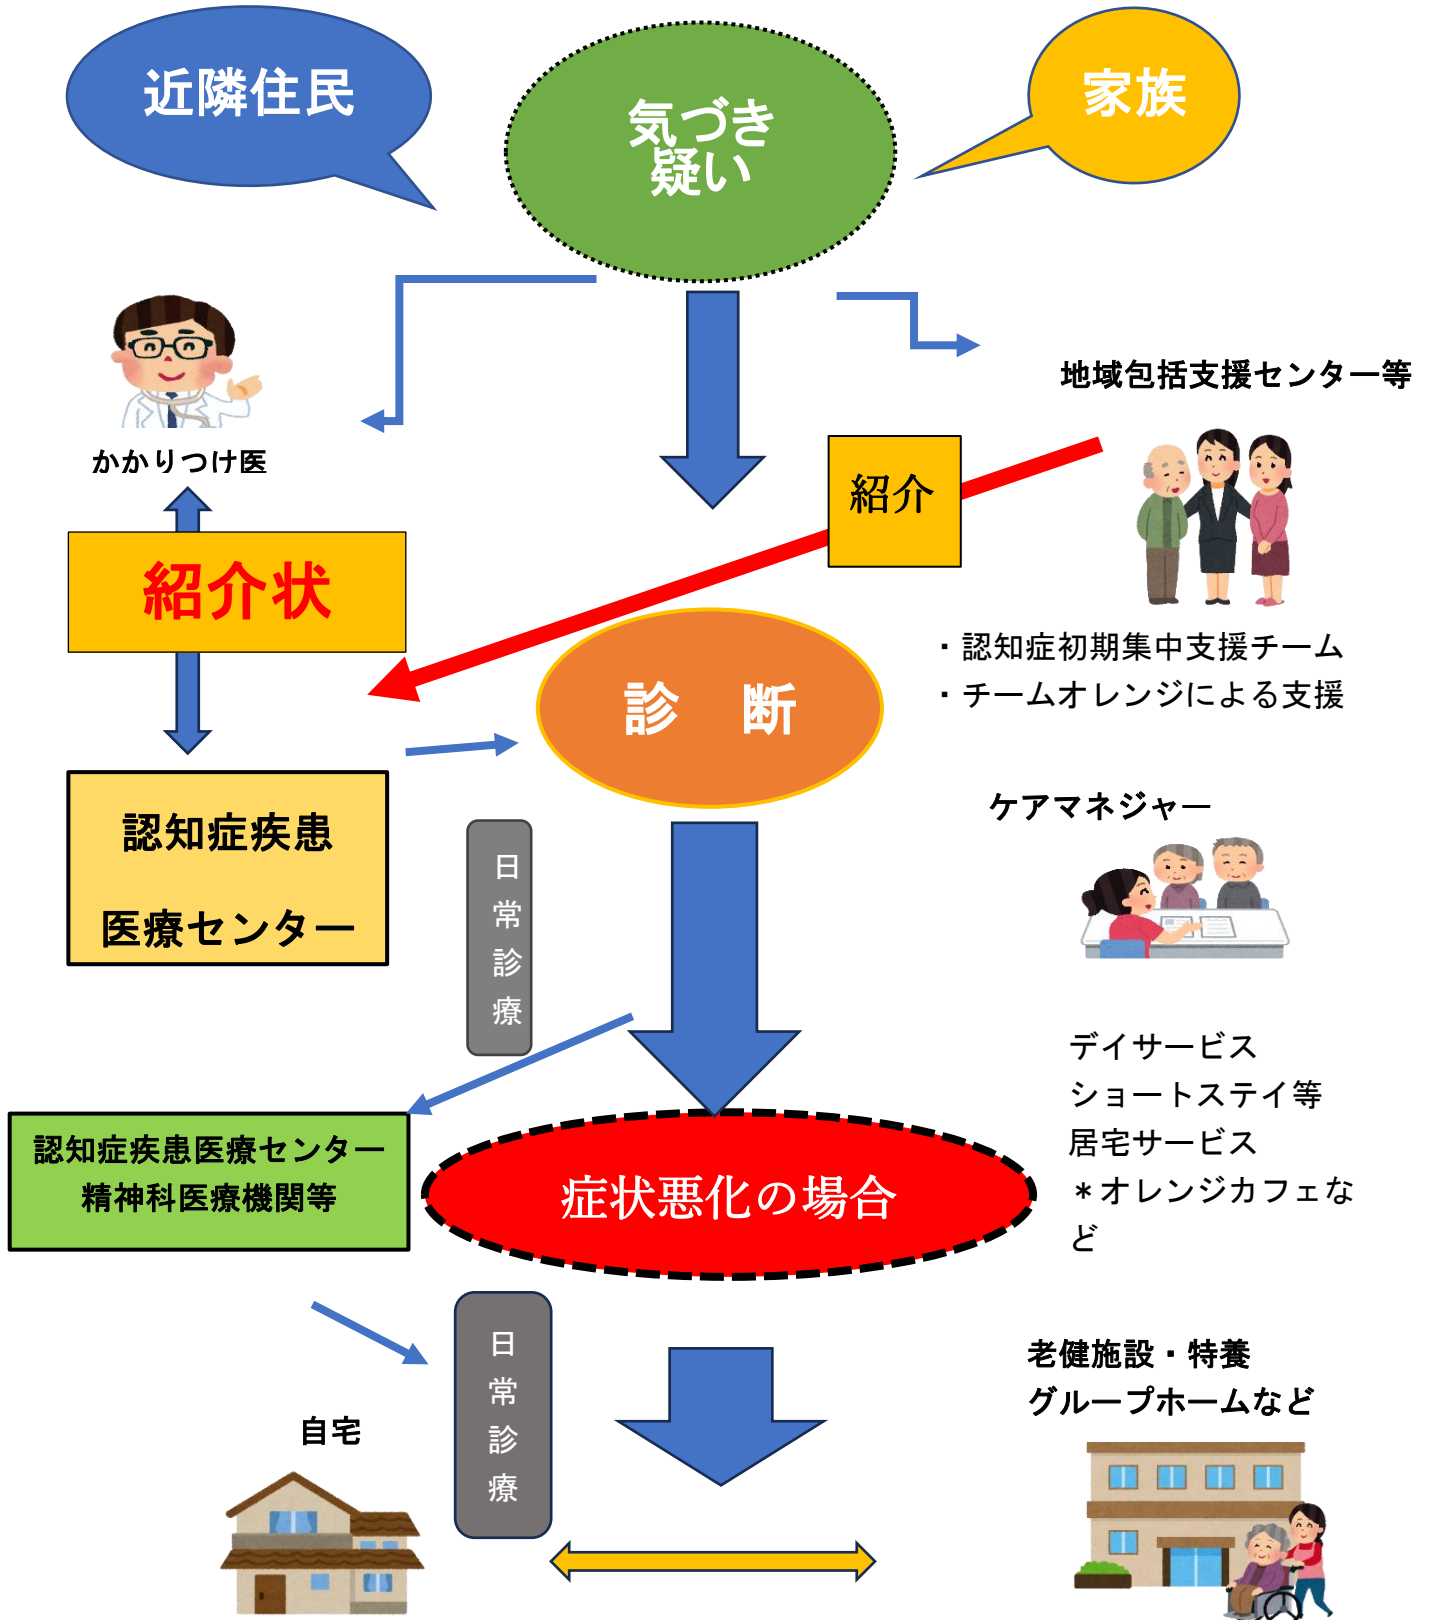 近隣住民
気づき
疑い
家族
地域包括支援センター等
かかりつけ医
紹介
紹介状
・認知症初期集中支援チーム
・チームオレンジによる支援
診　断
認知症疾患
医療センター
ケアマネジャー
日常診療
デイサービス
ショートステイ等
居宅サービス
＊オレンジカフェな
ど
認知症疾患医療センター
精神科医療機関等
症状悪化の場合
日常診療
老健施設・特養
グループホームなど
自宅